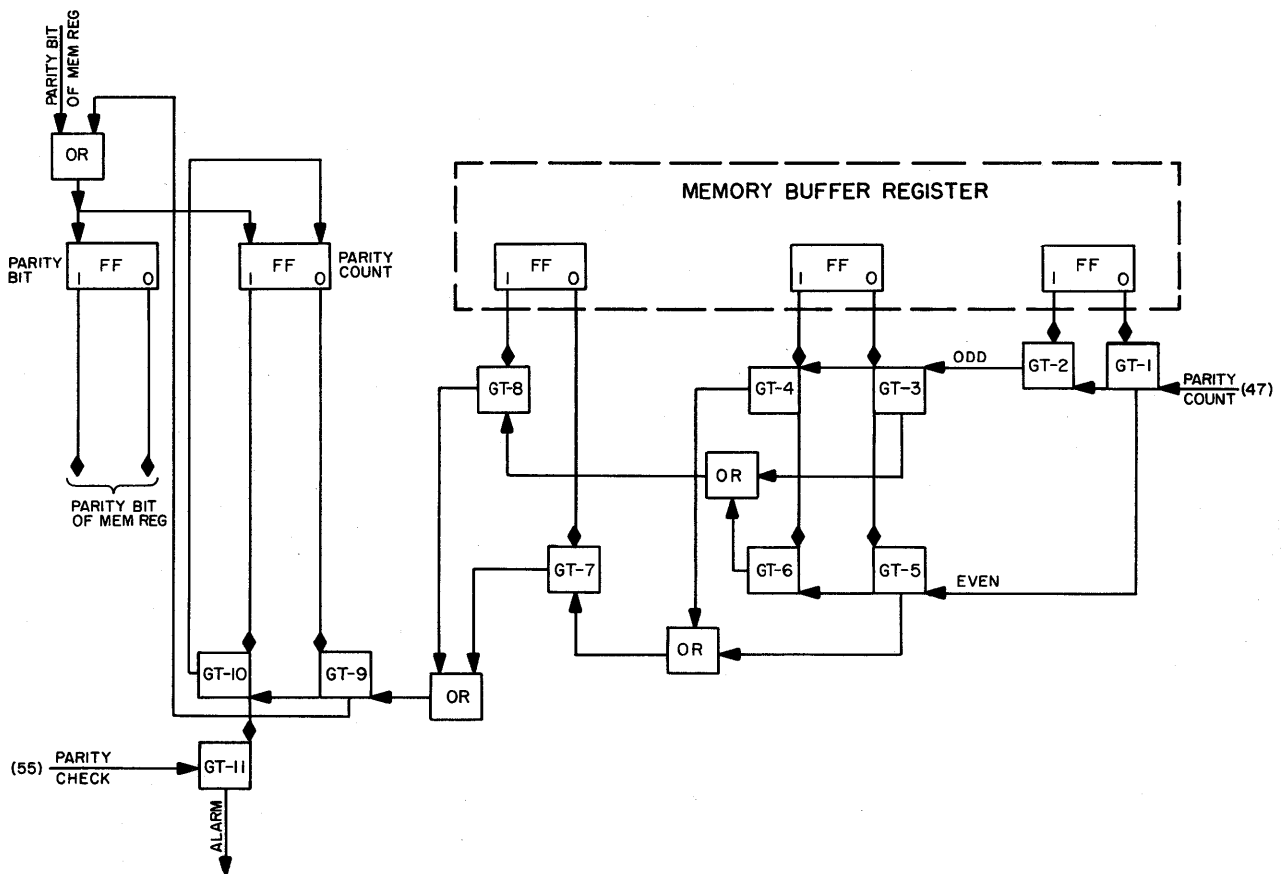 PARITY BIT
OF MEM REG
OR
MEMORY BUFFER REGISTER
PARITY
BIT
FF
1 0
FF
1 0
PARITY
COUNT
FF
1 0
FF
1 0
FF
1 0
GT-8
GT-4
GT-3
ODD
GT-2
GT-1
PARITY
COUNT
(47)
OR
PARITY BIT
OF MEM REG
GT-7
GT-6
GT-5
EVEN
OR
GT-10
GT-9
OR
(55)
PARITY
CHECK
GT-11
ALARM